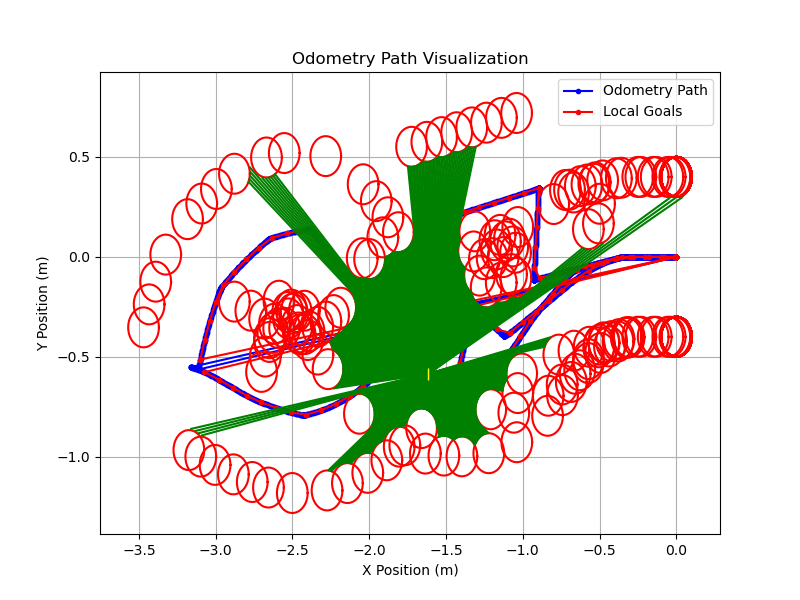 Odometry Path Visualization
Odometry Path
Local Goals
Y Position (m)
0.5
0.0
−0.5
−1.0
−3.5 −3.0 −2.5 −2.0 −1.5 −1.0 −0.5 0.0
X Position (m)